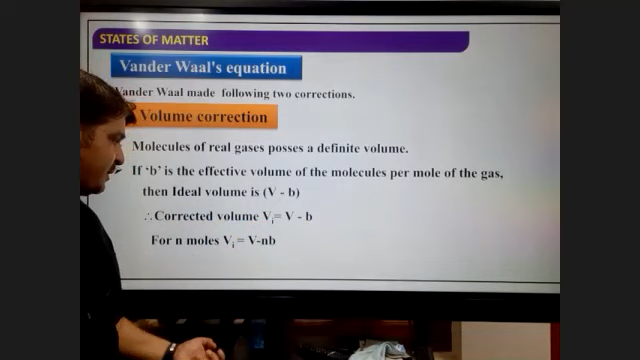 STATES OF MATTER
Vander Waal's equation
Vander Waal made following two corrections.
Volume correction
Molecules of real gases posses a definite volume.
If 'b' is the effective volume of the molecules per mole of the gas,
then Ideal volume is (V - b)
∴Corrected volume Vi= V - b
For n moles Vi = V-nb